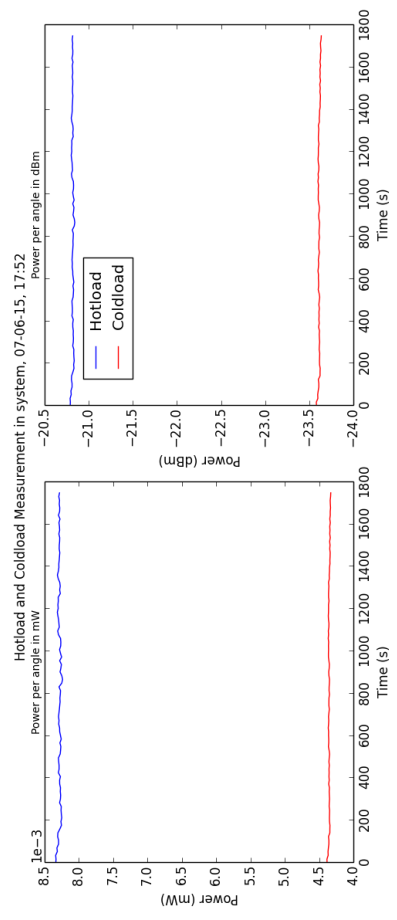 Hotload and Coldload Measurement in system, 07-06-15, 17:52
Power per angle in mW
1e−3
8.5
8.0
7.5
7.0
6.5
6.0
5.5
5.0
4.5
4.0
Power (mW)
0 200 400 600 800 1000 1200 1400 1600 1800
Time (s)
Power per angle in dBm
−20.5
−21.0
−21.5
−22.0
−22.5
−23.0
−23.5
−24.0
Power (dBm)
Hotload
Coldload
0 200 400 600 800 1000 1200 1400 1600 1800
Time (s)